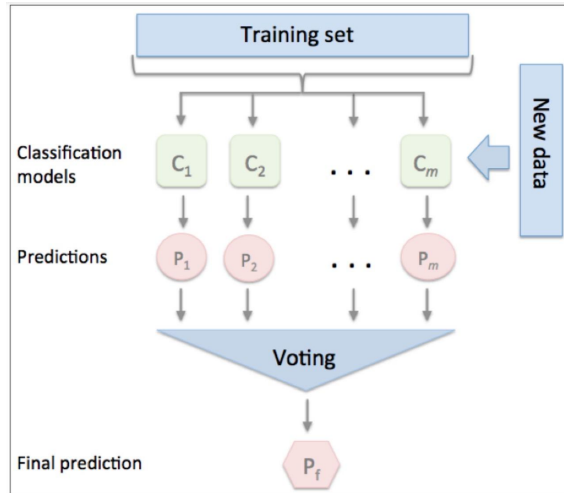 Training set
New data
Classification
models
C1 C2 . . . Cm
Predictions
P1 P2 . . . Pm
Voting
Final prediction
Pf